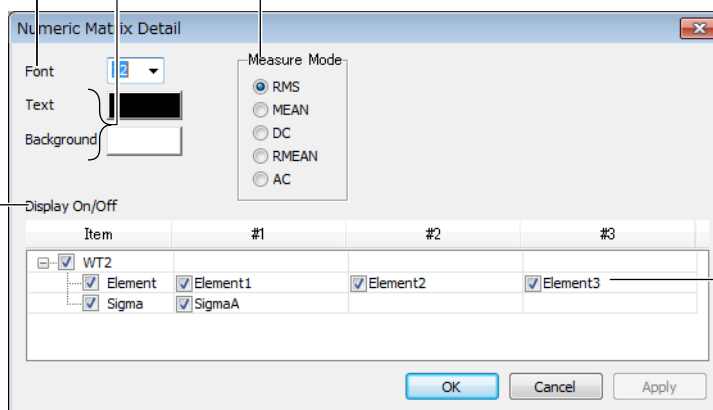 Numeric Matrix Detail
Font
Text
Background
Measure Mode
RMS
MEAN
DC
RMEAN
AC
Display On/Off
Item #1 #2 #3
WT2
Element Element1 Element2 Element3
Sigma SigmaA
OK Cancel Apply